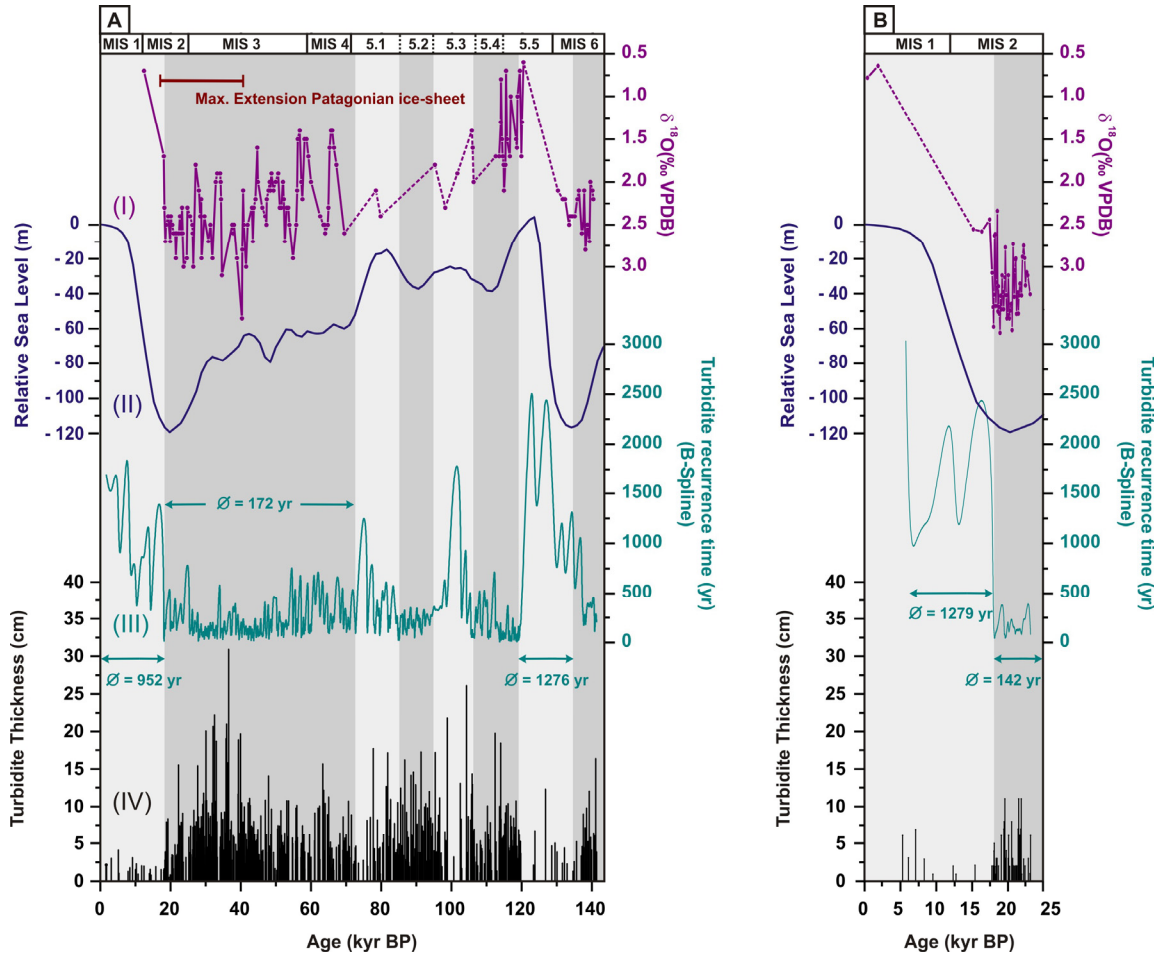 A
MIS 1 MIS 2 MIS 3 MIS 4 5.1 5.2 5.3 5.4 5.5 MIS 6
Max. Extension Patagonian ice-sheet
(I)
(II)
(III)
(IV)
Relative Sea Level (m)
0
- 20
- 40
- 60
- 80
- 100
- 120
Turbidite Thickness (cm)
40
35
30
25
20
15
10
5
0
δ ¹⁸O(‰ VPDB)
0.5
1.0
1.5
2.0
2.5
3.0
Turbidite recurrence time (yr)
(B-Spline)
3000
2500
2000
1500
1000
500
0
Ø = 172 yr
Ø = 952 yr
Ø = 1276 yr
0 20 40 60 80 100 120 140
Age (kyr BP)
B
MIS 1 MIS 2
Relative Sea Level (m)
0
- 20
- 40
- 60
- 80
- 100
- 120
Turbidite Thickness (cm)
40
35
30
25
20
15
10
5
0
δ ¹⁸O(‰ VPDB)
0.5
1.0
1.5
2.0
2.5
3.0
Turbidite recurrence time (yr)
(B-Spline)
3000
2500
2000
1500
1000
500
0
Ø = 1279 yr
Ø = 142 yr
0 5 10 15 20 25
Age (kyr BP)